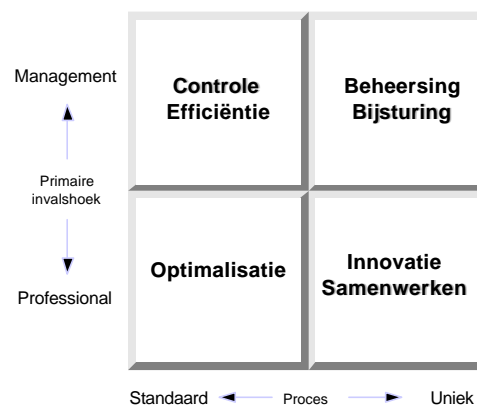 Management
Controle
Efficiëntie
Beheersing
Bijsturing
Primaire
invalshoek
Professional
Optimalisatie
Innovatie
Samenwerken
Standaard
Proces
Uniek